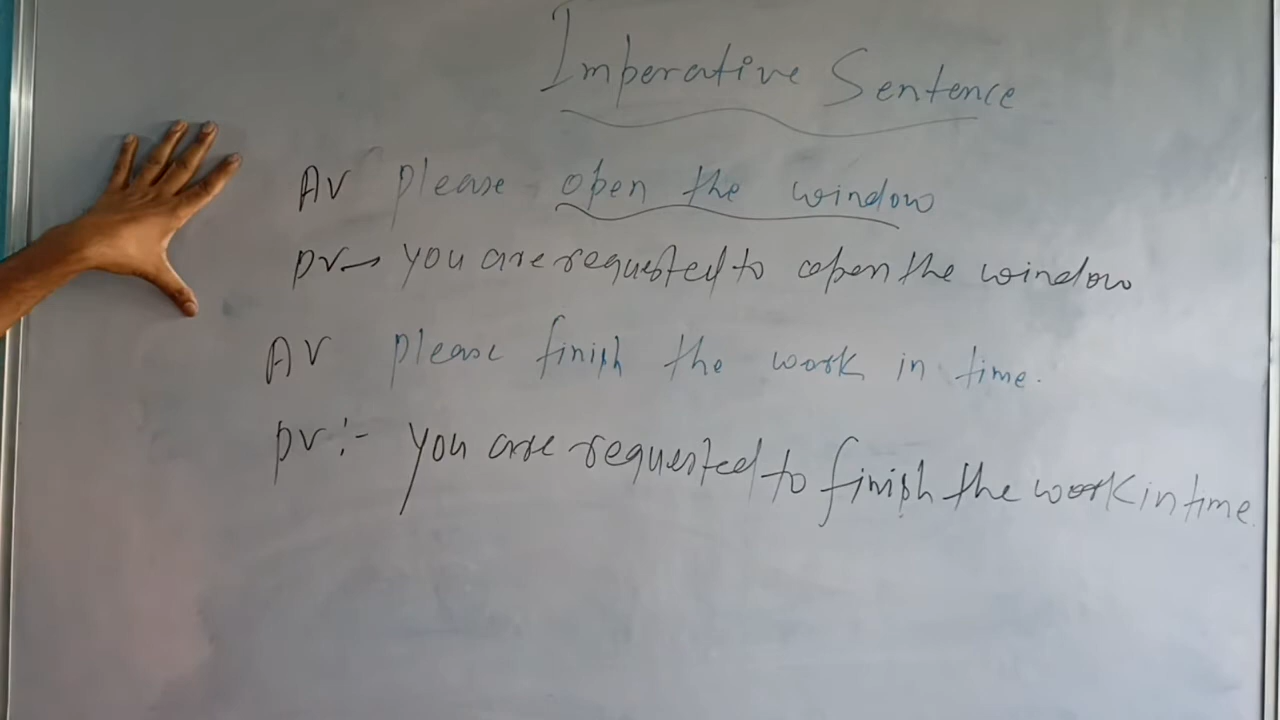 Imperative Sentence
AV please open the window
PV→ you are requested to open the window
AV please finish the work in time.
PV:- you are requested to finish the work in time.